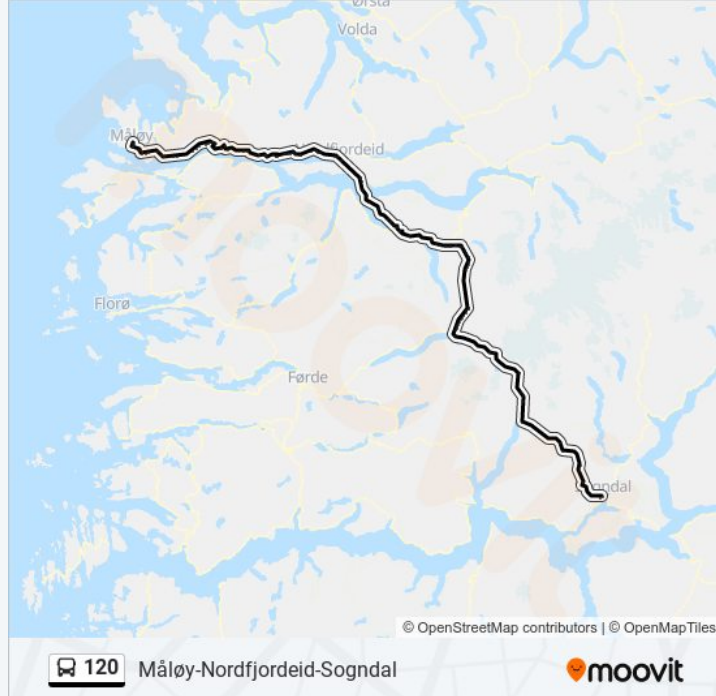 Ørsta
Volda
Måløy
Nordfjordeid
Florø
Førde
Sogndal
© OpenStreetMap contributors | © OpenMapTiles
120 Måløy-Nordfjordeid-Sogndal
moovit